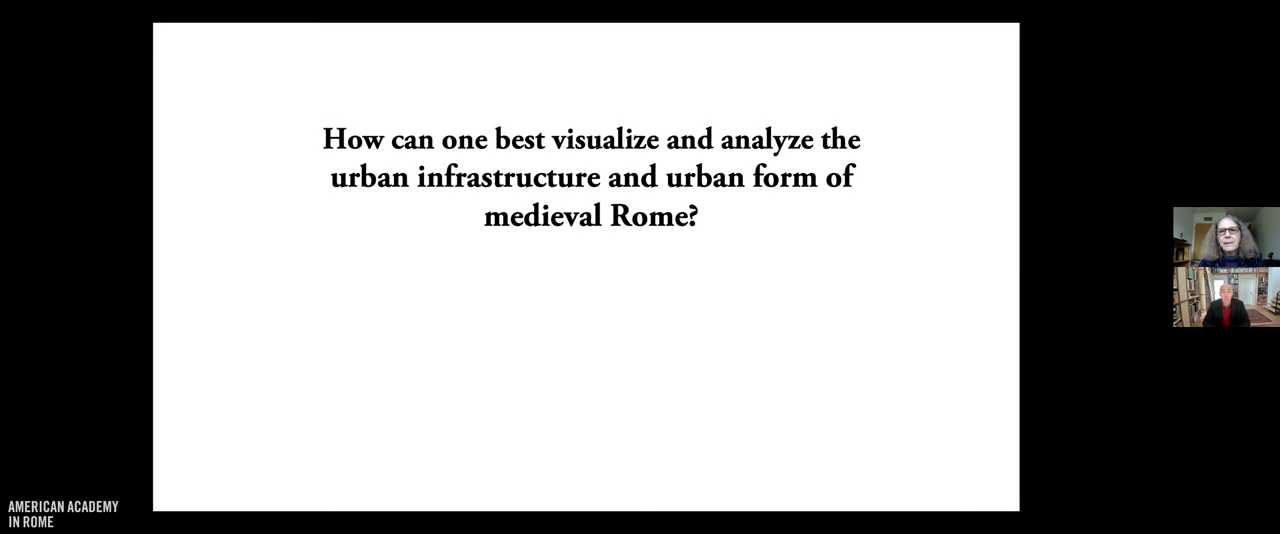 How can one best visualize and analyze the
urban infrastructure and urban form of
medieval Rome?
AMERICAN ACADEMY
IN ROME